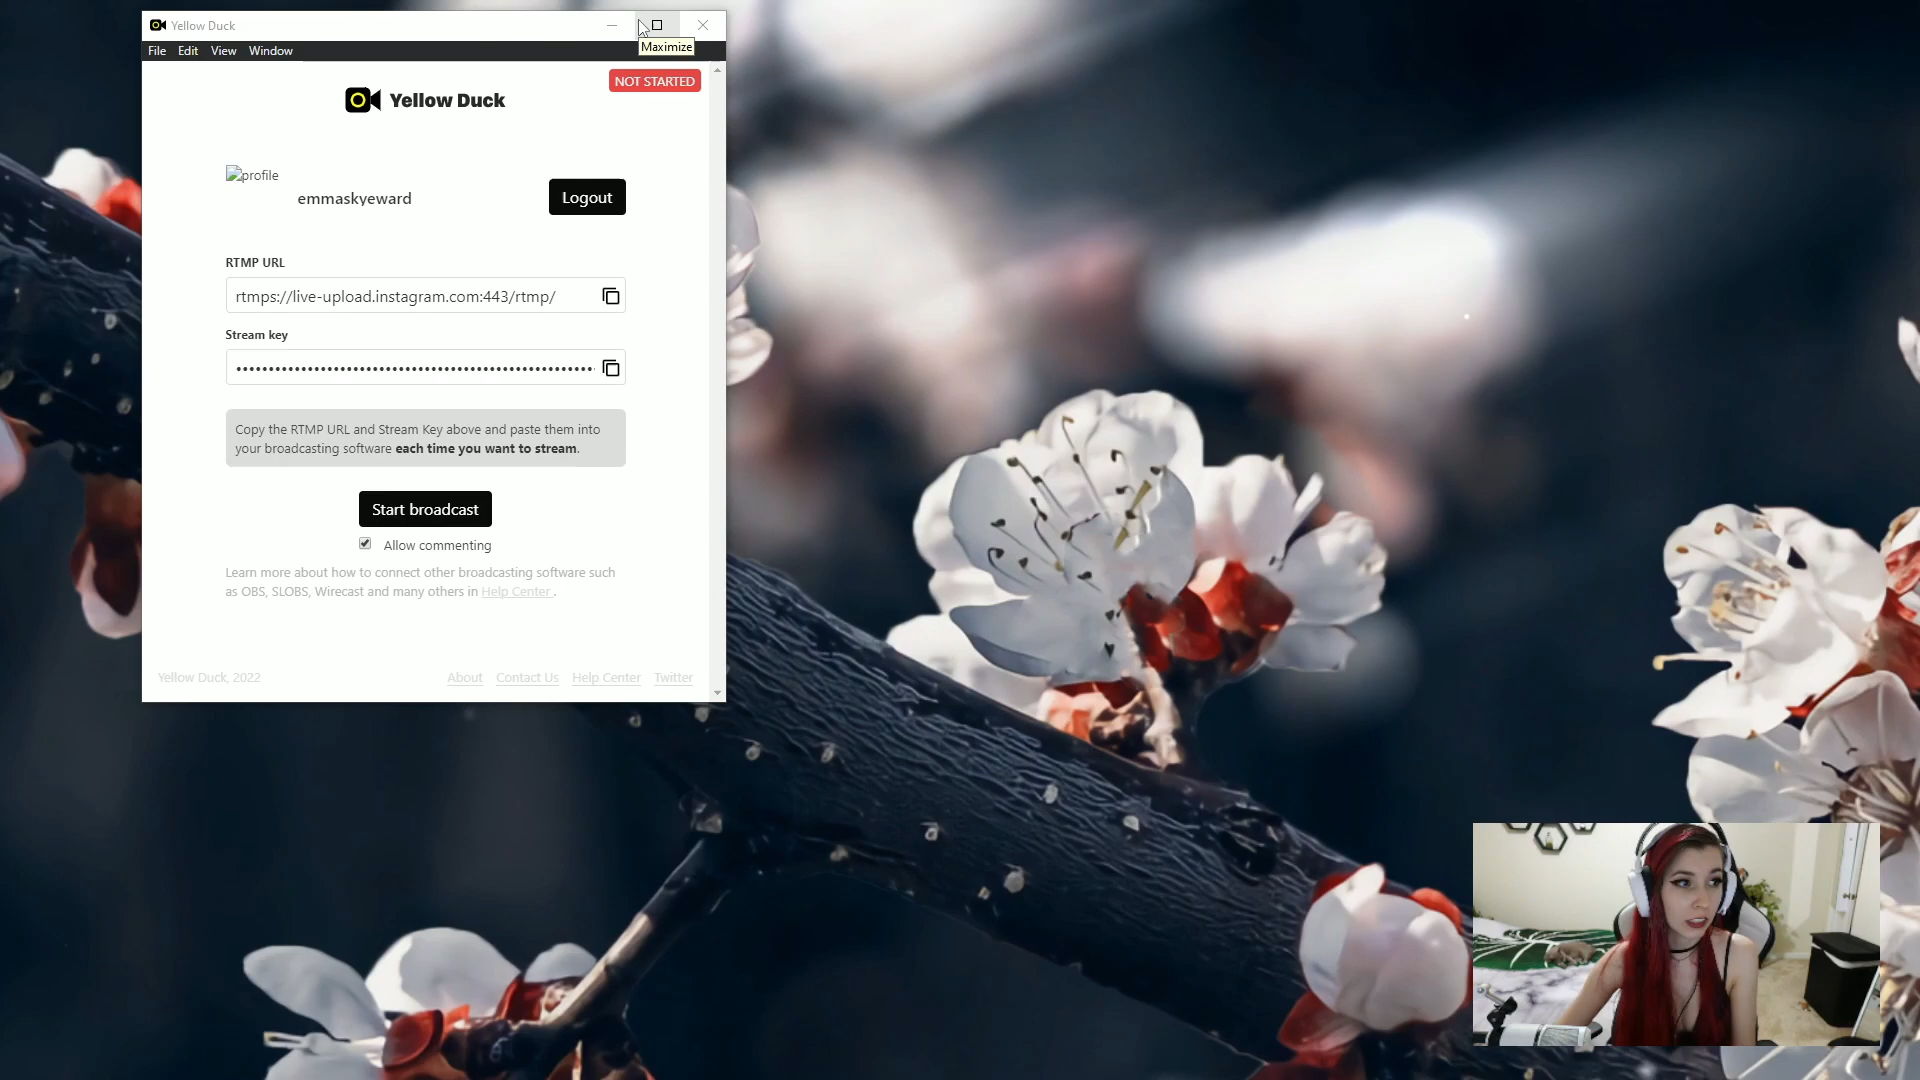 Yellow Duck
Maximize
File Edit View Window
NOT STARTED
Yellow Duck
profile
emmaskyeward
Logout
RTMP URL
rtmps://live-upload.instagram.com:443/rtmp/
Stream key
Copy the RTMP URL and Stream Key above and paste them into
your broadcasting software each time you want to stream.
Start broadcast
Allow commenting
Learn more about how to connect other broadcasting software such
as OBS, SLOBS, Wirecast and many others in Help Center .
Yellow Duck, 2022 About Contact Us Help Center Twitter